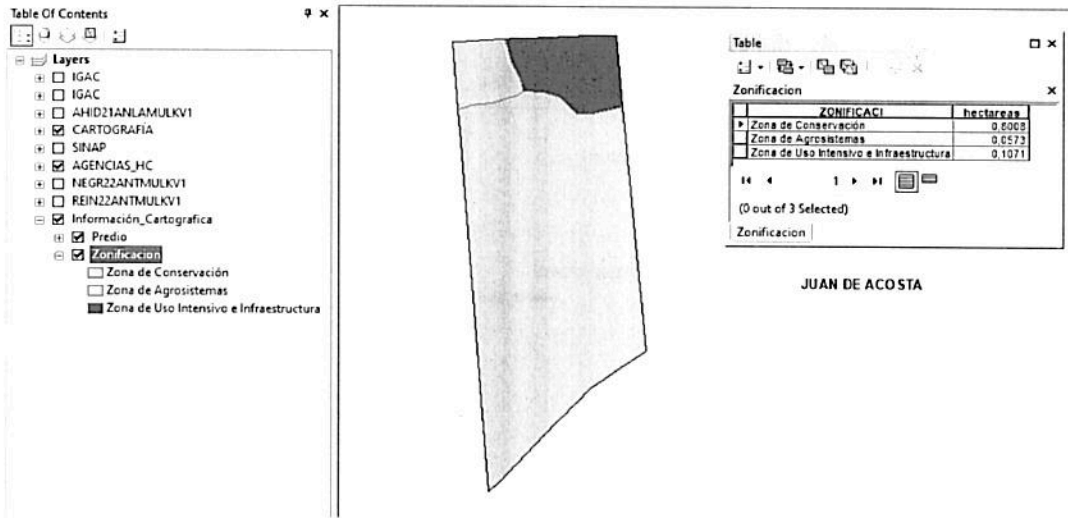 Table Of Contents
Layers
IGAC
IGAC
AHID21ANLAMULKV1
CARTOGRAFÍA
SINAP
AGENCIAS_HC
NEGR22ANTMULKV1
REIN22ANTMULKV1
Información_Cartografica
Predio
Zonificacion
Zona de Conservación
Zona de Agrosistemas
Zona de Uso Intensivo e Infraestructura
Table
Zonificacion
ZONIFICACI hectareas
Zona de Conservación 0,6008
Zona de Agrosistemas 0,0573
Zona de Uso Intensivo e Infraestructura 0,1071
1
(0 out of 3 Selected)
Zonificacion
JUAN DE ACOSTA